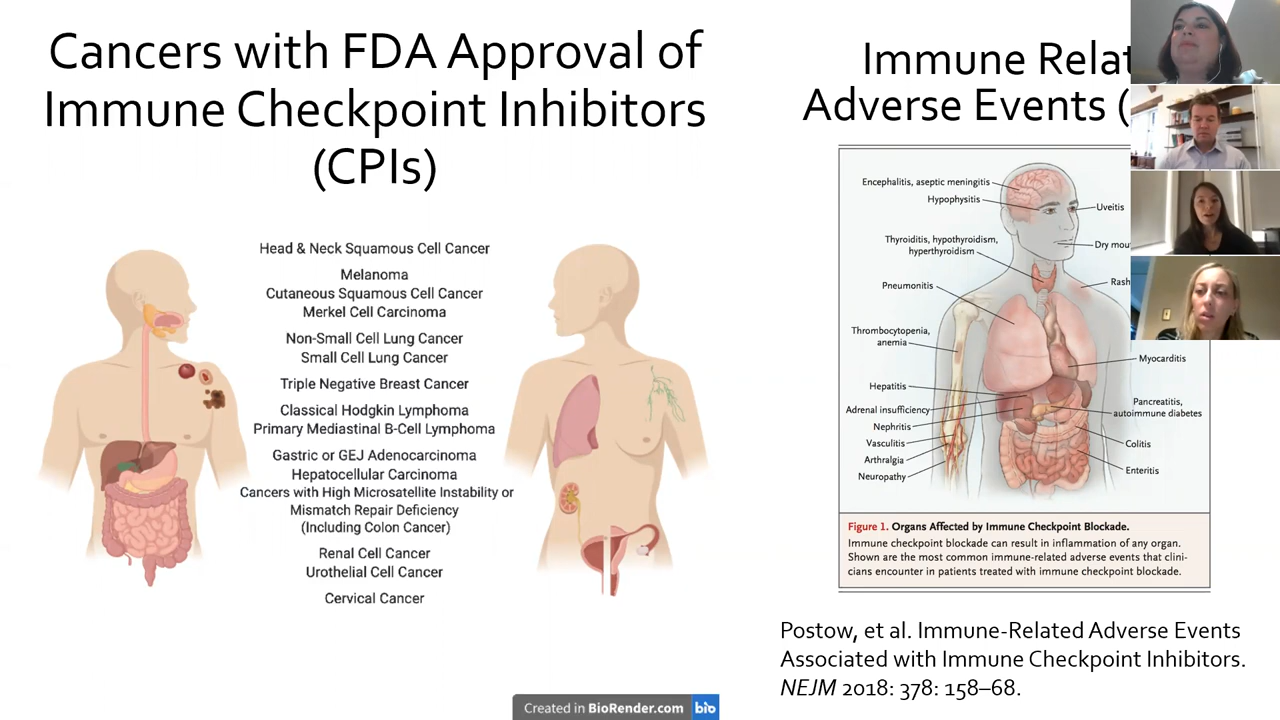 Cancers with FDA Approval of
Immune Checkpoint Inhibitors
(CPIs)
Head & Neck Squamous Cell Cancer
Melanoma
Cutaneous Squamous Cell Cancer
Merkel Cell Carcinoma
Non-Small Cell Lung Cancer
Small Cell Lung Cancer
Triple Negative Breast Cancer
Classical Hodgkin Lymphoma
Primary Mediastinal B-Cell Lymphoma
Gastric or GEJ Adenocarcinoma
Hepatocellular Carcinoma
Cancers with High Microsatellite Instability or
Mismatch Repair Deficiency
(Including Colon Cancer)
Renal Cell Cancer
Urothelial Cell Cancer
Cervical Cancer
Created in BioRender.com bio
Immune Relat
Adverse Events (
Encephalitis, aseptic meningitis
Hypophysitis
Uveitis
Thyroiditis, hypothyroidism,
hyperthyroidism
Dry mou
Pneumonitis
Rash
Thrombocytopenia,
anemia
Myocarditis
Hepatitis
Adrenal insufficiency
Pancreatitis,
autoimmune diabetes
Nephritis
Vasculitis
Colitis
Arthralgia
Enteritis
Neuropathy
Figure 1. Organs Affected by Immune Checkpoint Blockade.
Immune checkpoint blockade can result in inflammation of any organ.
Shown are the most common immune-related adverse events that clini-
cians encounter in patients treated with immune checkpoint blockade.
Postow, et al. Immune-Related Adverse Events
Associated with Immune Checkpoint Inhibitors.
NEJM 2018: 378: 158–68.